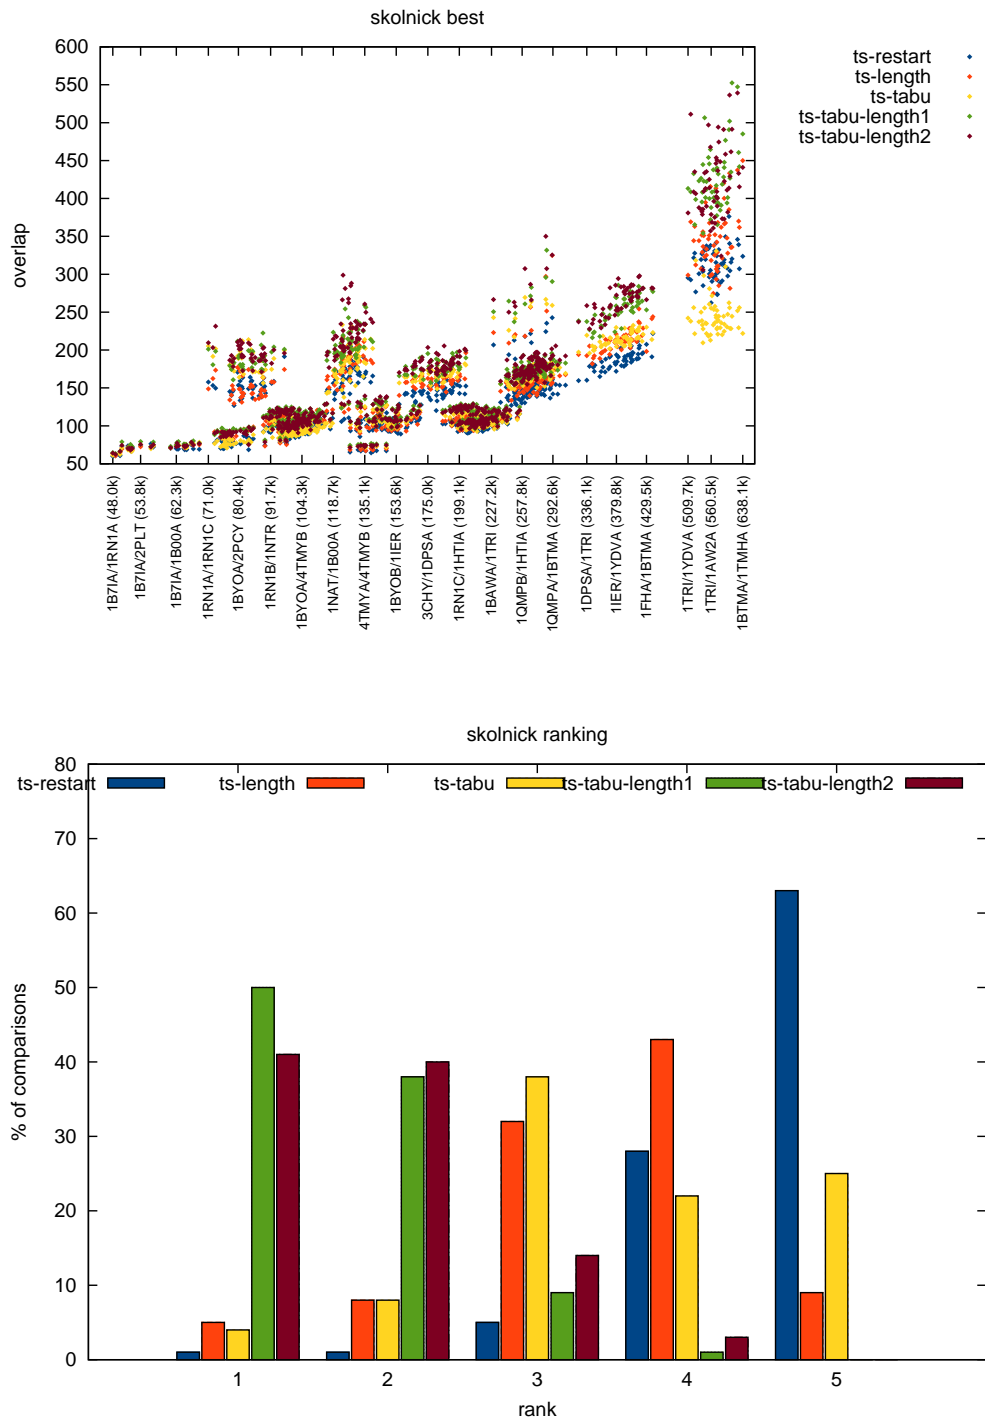 skolnick best
600
550
500
450
400
350
300
250
200
150
100
50
overlap
ts-restart
ts-length
ts-tabu
ts-tabu-length1
ts-tabu-length2
1B7IA/1RN1A (48.0k)
1B7IA/2PLT (53.8k)
1B7IA/1B00A (62.3k)
1RN1A/1RN1C (71.0k)
1BYOA/2PCY (80.4k)
1RN1B/1NTR (91.7k)
1BYOA/4TMYB (104.3k)
1NAT/1B00A (118.7k)
4TMYA/4TMYB (135.1k)
1BYOB/1IER (153.6k)
3CHY/1DPSA (175.0k)
1RN1C/1HTIA (199.1k)
1BAWA/1TRI (227.2k)
1QMPB/1HTIA (257.8k)
1QMPA/1BTMA (292.6k)
1DPSA/1TRI (336.1k)
1IER/1YDVA (379.8k)
1FHA/1BTMA (429.5k)
1TRI/1YDVA (509.7k)
1TRI/1AW2A (560.5k)
1BTMA/1TMHA (638.1k)
skolnick ranking
80
70
60
50
40
30
20
10
0
% of comparisons
ts-restart ts-length ts-tabu ts-tabu-length1 ts-tabu-length2
1 2 3 4 5
rank